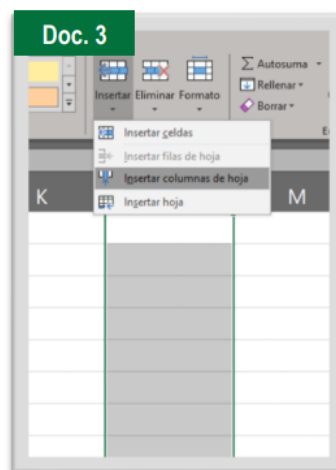 Doc. 3
Insertar Eliminar Formato
Autosuma
Rellenar
Borrar
Insertar celdas
Insertar filas de hoja
Insertar columnas de hoja
Insertar hoja
K M